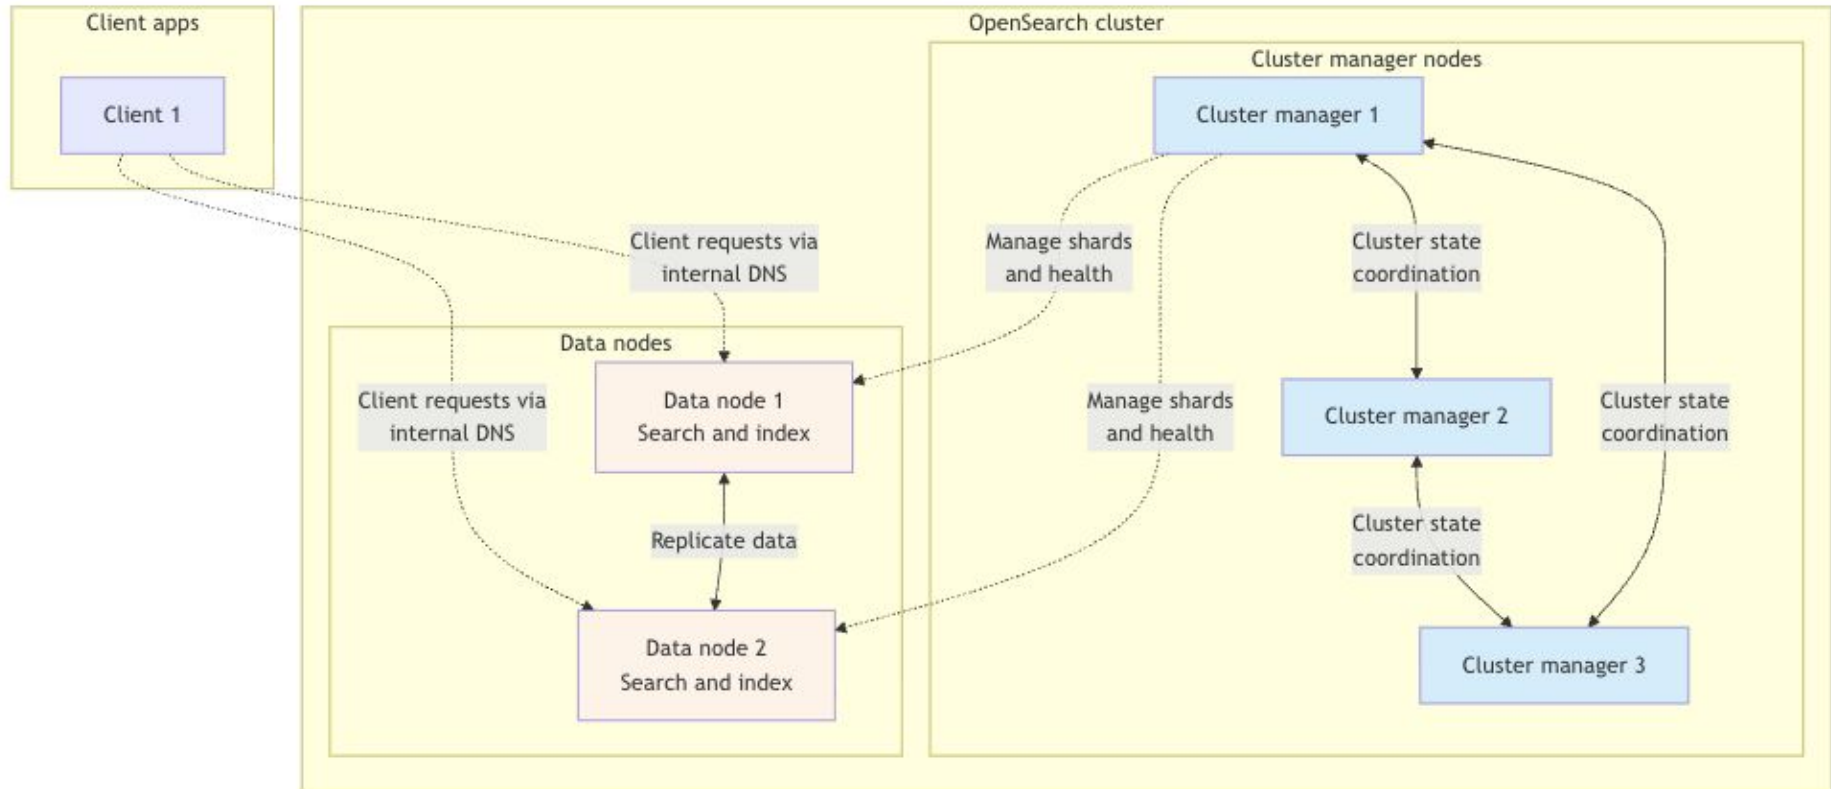 Client apps
Client 1
OpenSearch cluster
Cluster manager nodes
Cluster manager 1
Client requests via
internal DNS
Manage shards
and health
Cluster state
coordination
Data nodes
Data node 1
Search and index
Client requests via
internal DNS
Manage shards
and health
Cluster manager 2
Cluster state
coordination
Replicate data
Cluster state
coordination
Data node 2
Search and index
Cluster manager 3